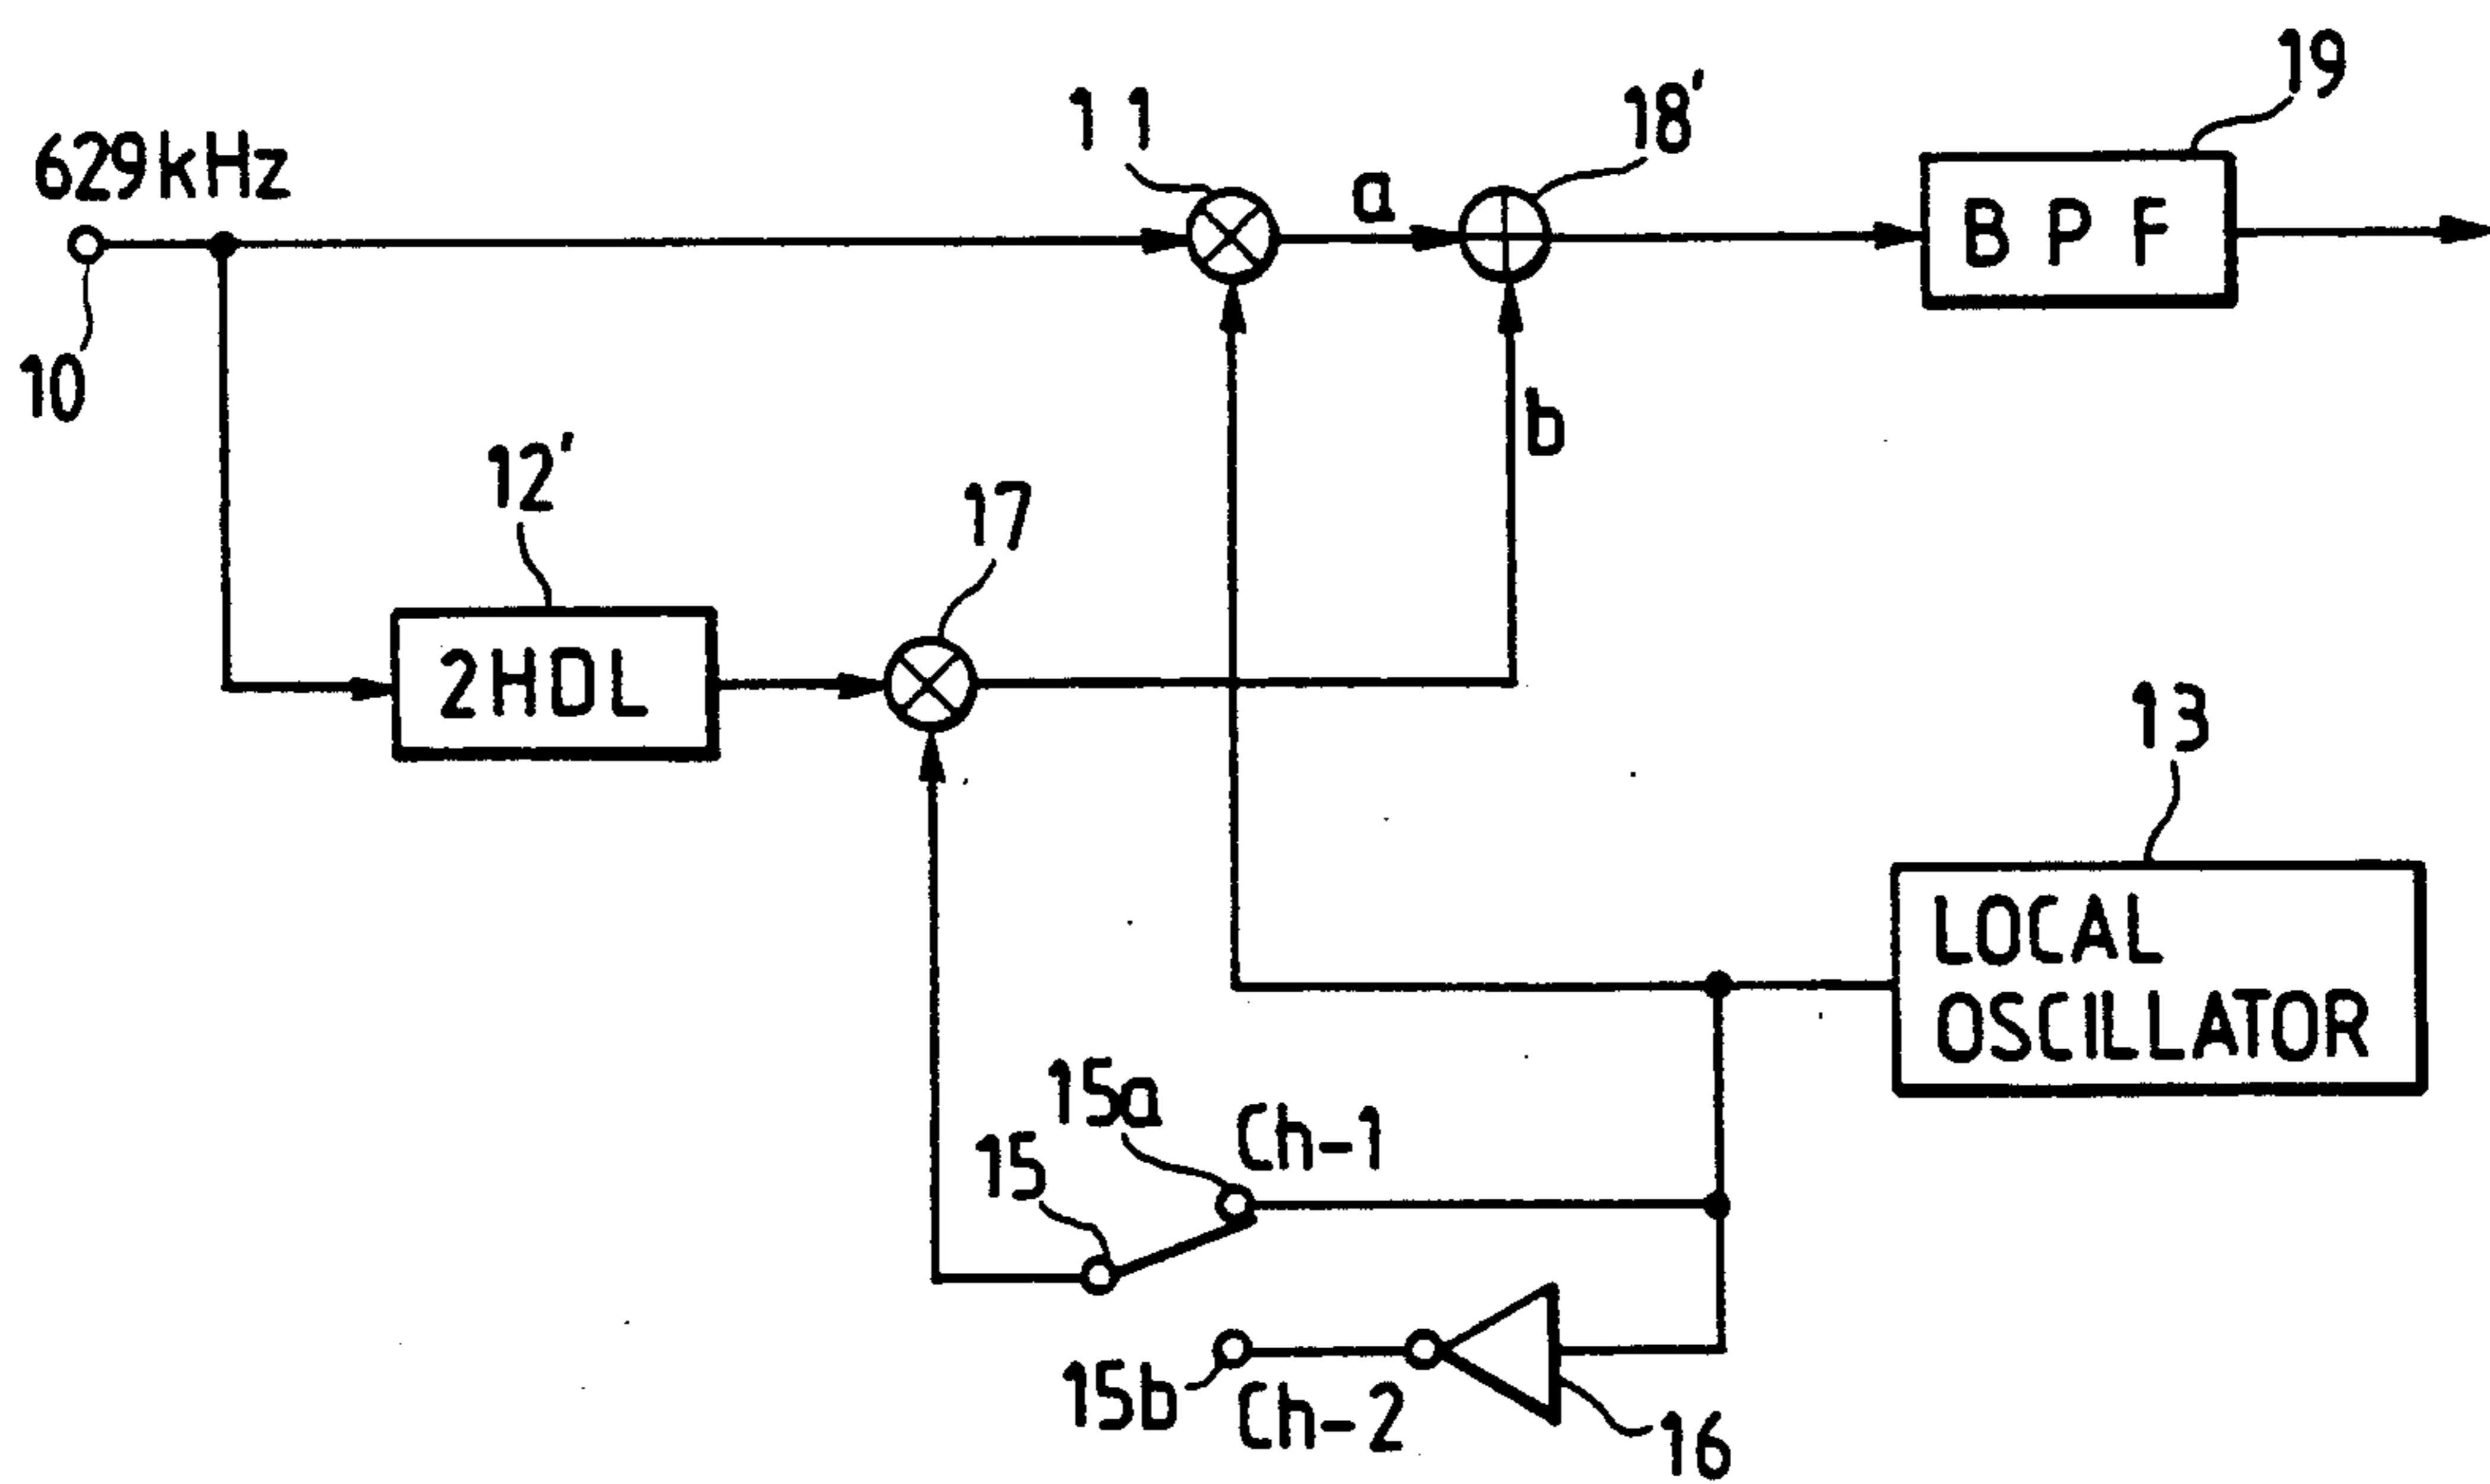 19
11
18'
629kHz
a
BPF
10
b
12'
17
2HDL
13
LOCAL
OSCILLATOR
15a
Ch-1
15
15b
Ch-2
16